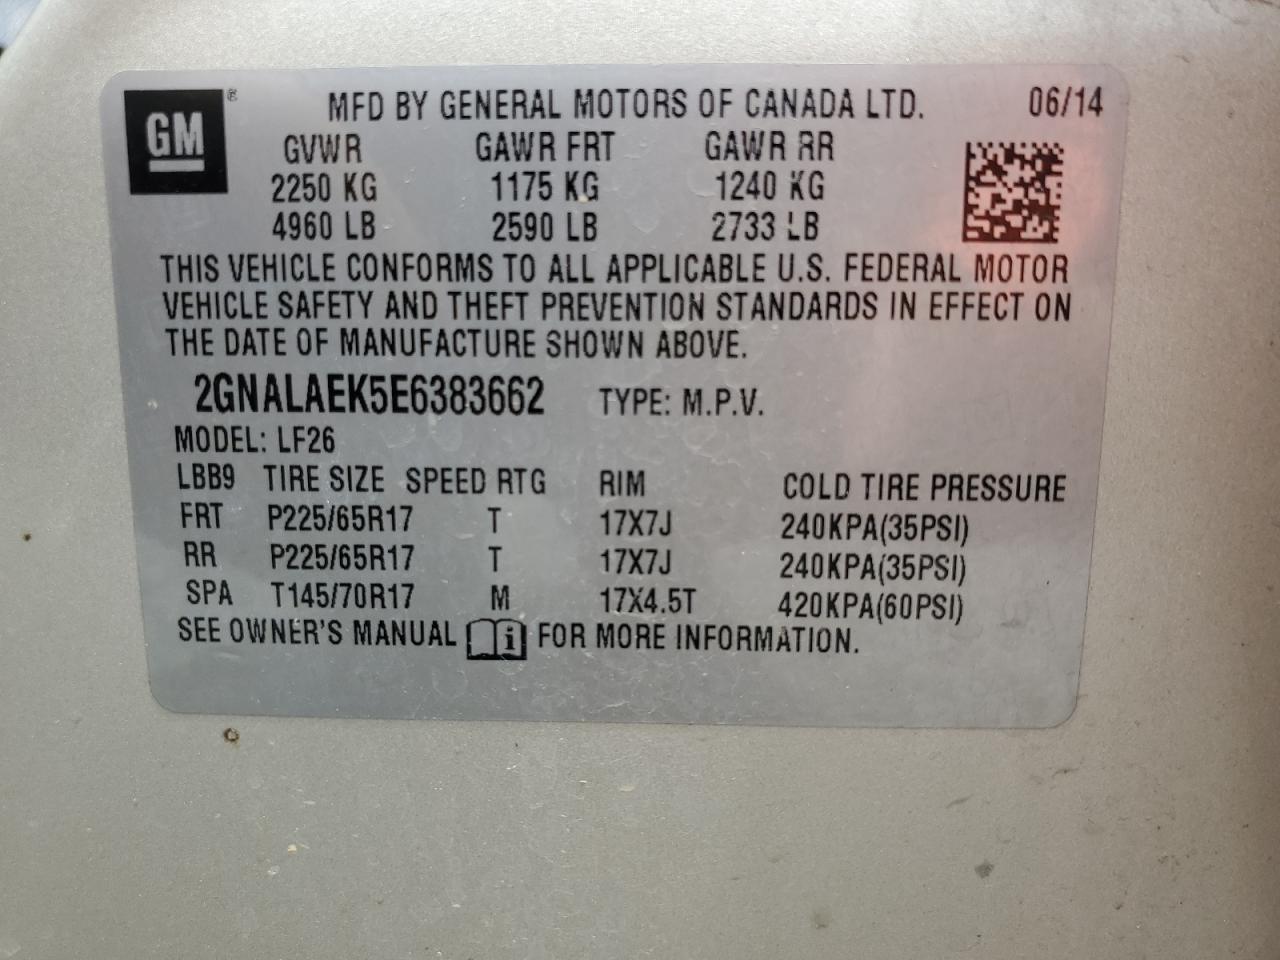 GM ® MFD BY GENERAL MOTORS OF CANADA LTD. 06/14
GVWR GAWR FRT GAWR RR
2250 KG 1175 KG 1240 KG
4960 LB 2590 LB 2733 LB
THIS VEHICLE CONFORMS TO ALL APPLICABLE U.S. FEDERAL MOTOR
VEHICLE SAFETY AND THEFT PREVENTION STANDARDS IN EFFECT ON
THE DATE OF MANUFACTURE SHOWN ABOVE.
2GNALAEK5E6383662 TYPE: M.P.V.
MODEL: LF26
LBB9 TIRE SIZE SPEED RTG RIM COLD TIRE PRESSURE
FRT P225/65R17 T 17X7J 240KPA(35PSI)
RR P225/65R17 T 17X7J 240KPA(35PSI)
SPA T145/70R17 M 17X4.5T 420KPA(60PSI)
SEE OWNER'S MANUAL i FOR MORE INFORMATION.